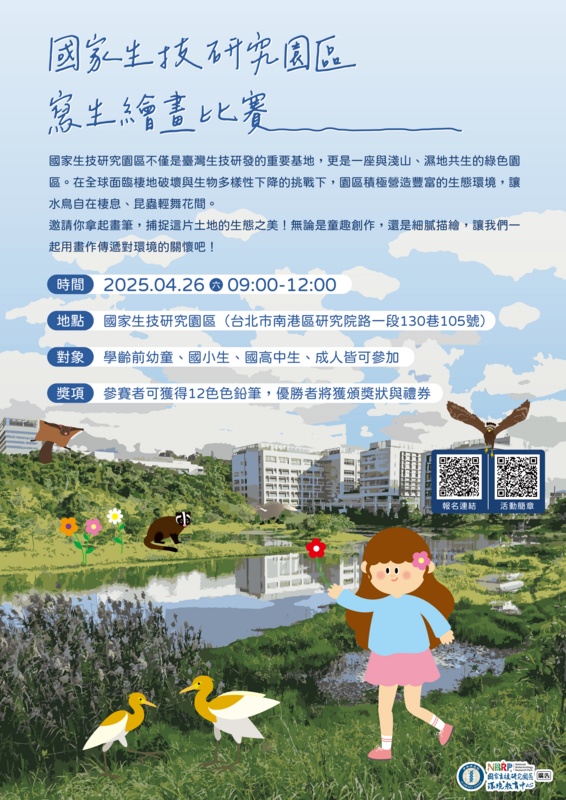 國家生技研究園區
寫生繪畫比賽
國家生技研究園區不僅是臺灣生技研發的重要基地，更是一座與淺山、濕地共生的綠色園
區。在全球面臨棲地破壞與生物多樣性下降的挑戰下，園區積極營造豐富的生態環境，讓
水鳥自在棲息、昆蟲輕舞花間。
邀請你拿起畫筆，捕捉這片土地的生態之美！無論是童趣創作，還是細膩描繪，讓我們一
起用畫作傳遞對環境的關懷吧！
時間 2025.04.26 六 09:00-12:00
地點 國家生技研究園區（台北市南港區研究院路一段130巷105號）
對象 學齡前幼童、國小生、國高中生、成人皆可參加
獎項 參賽者可獲得12色色鉛筆，優勝者將獲頒獎狀與禮券
報名連結 活動簡章
NBRP
國家生技研究園區
環境教育中心
廣告